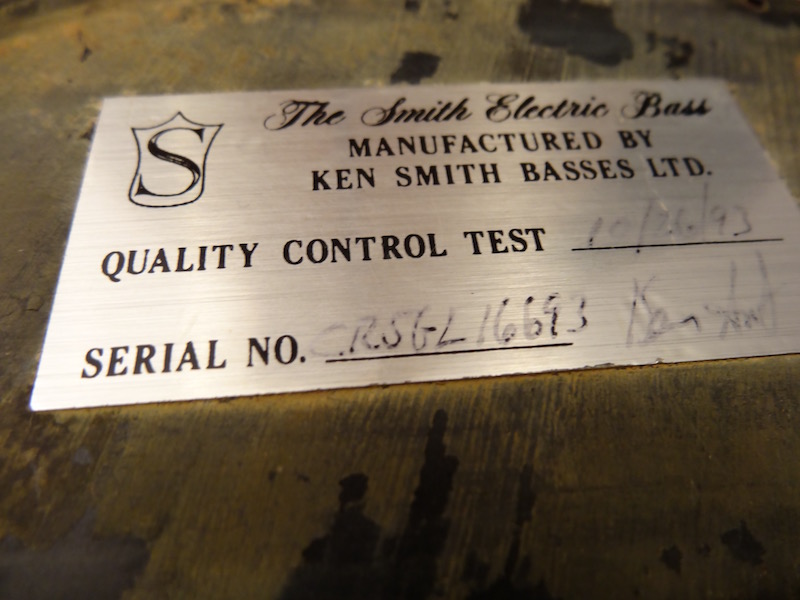 S
The Smith Electric Bass
MANUFACTURED BY
KEN SMITH BASSES LTD.
QUALITY CONTROL TEST 10/26/93
SERIAL NO. CR5GL16693